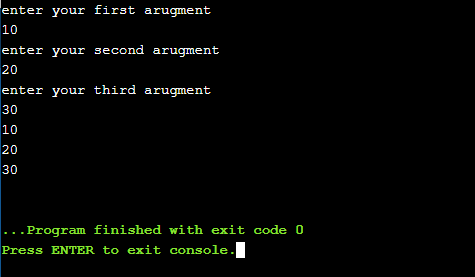 enter your first arugment
10
enter your second arugment
20
enter your third arugment
30
10
20
30
...Program finished with exit code 0
Press ENTER to exit console.